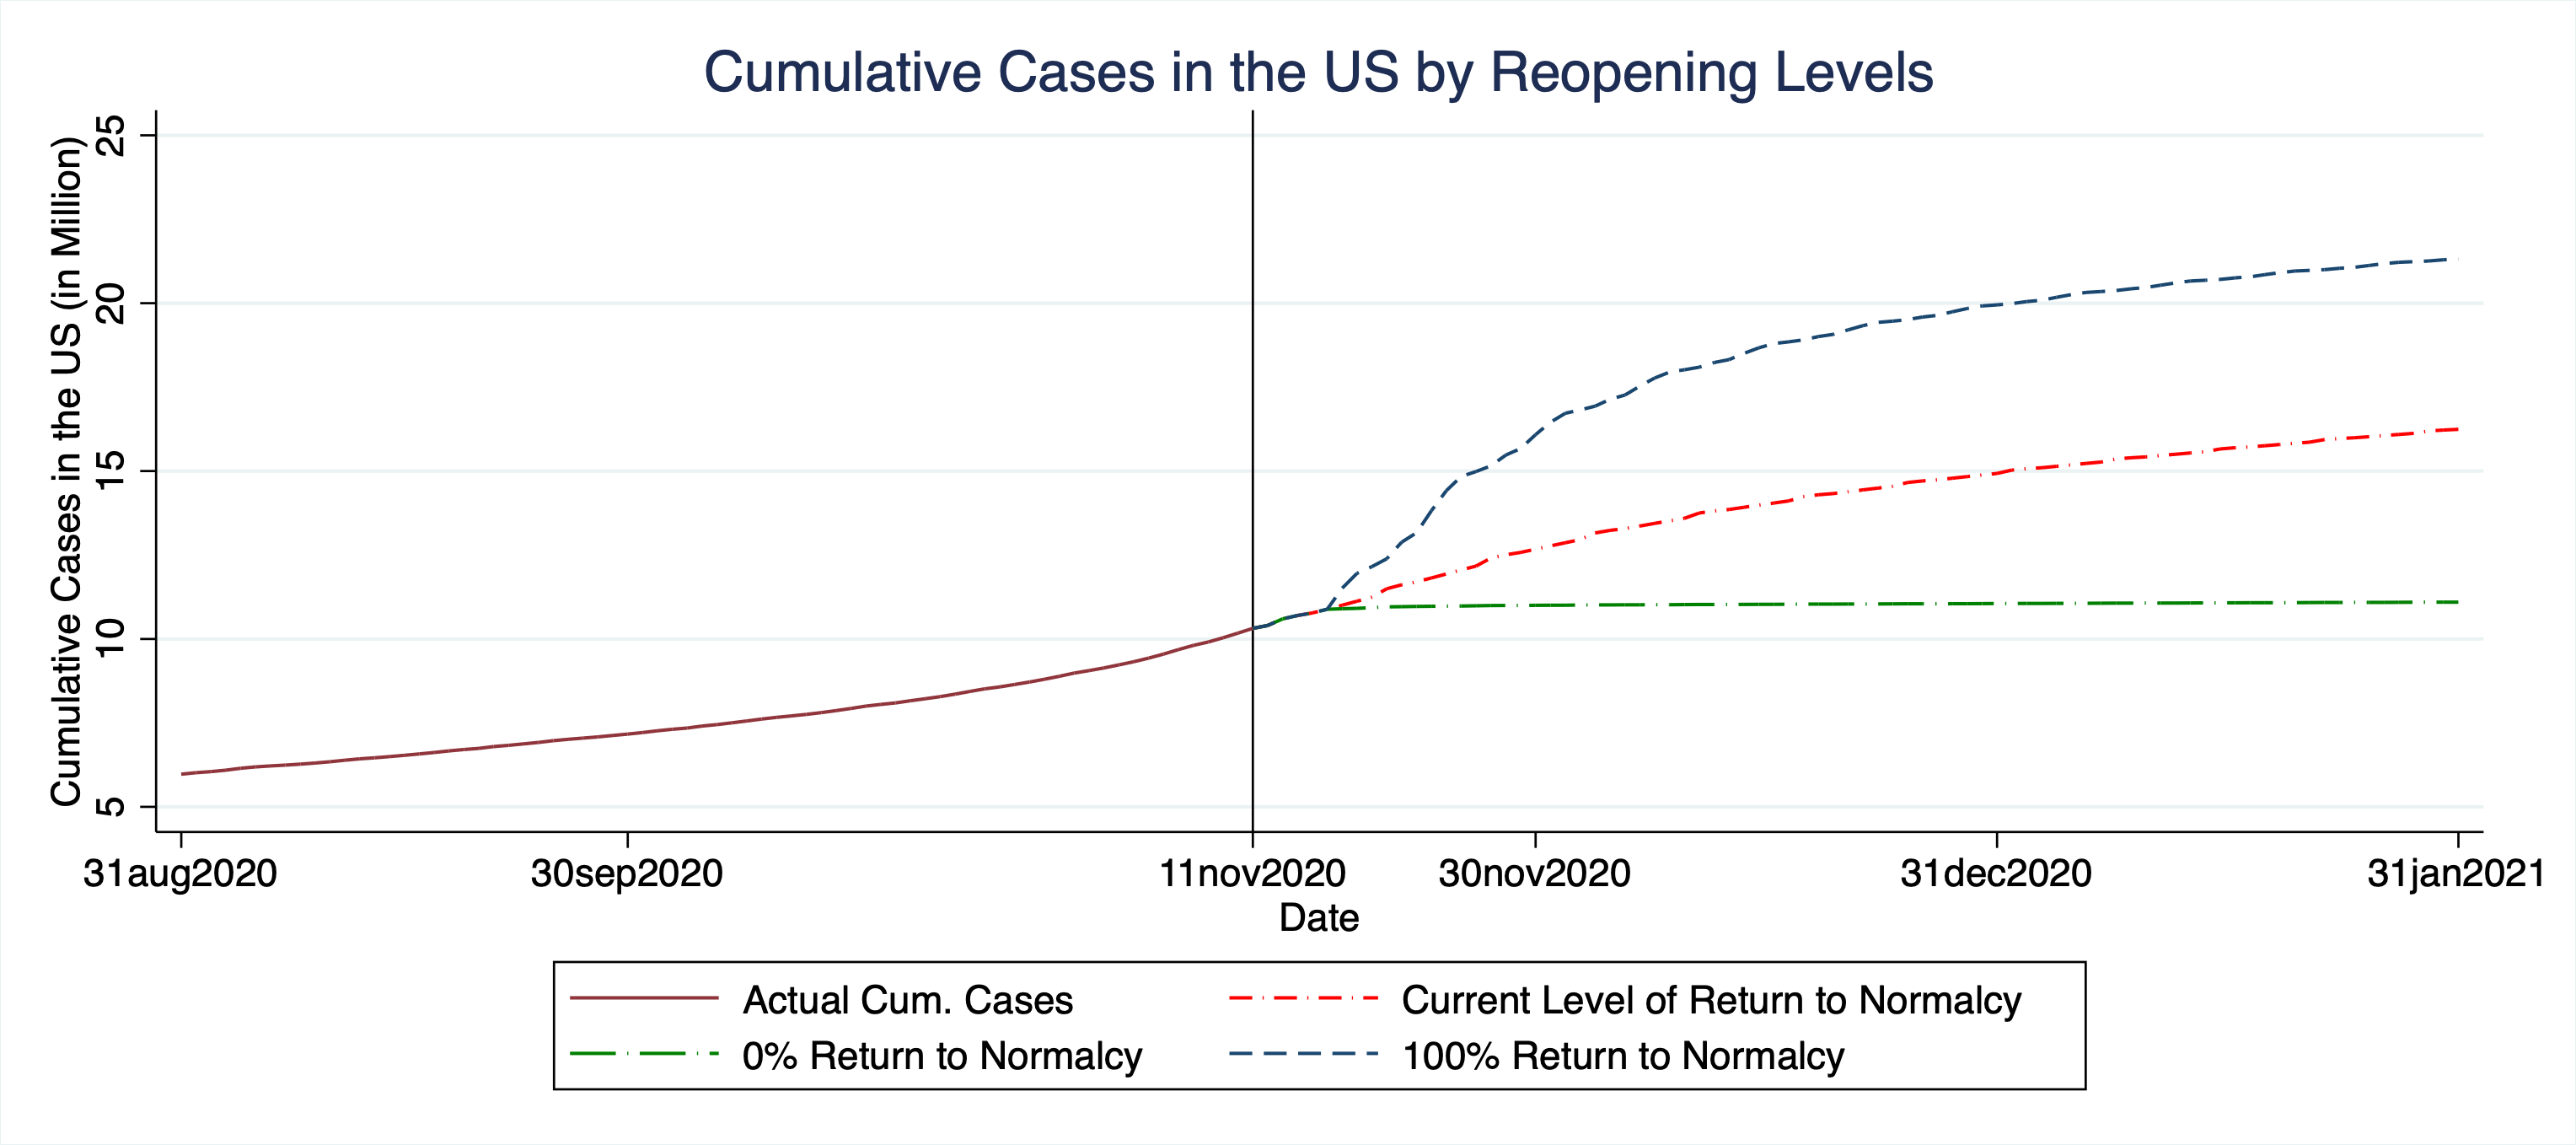 Cumulative Cases in the US by Reopening Levels
Cumulative Cases in the US (in Million)
25
20
15
10
5
31aug2020 30sep2020 11nov2020 30nov2020 31dec2020 31jan2021
Date
Actual Cum. Cases Current Level of Return to Normalcy
0% Return to Normalcy 100% Return to Normalcy